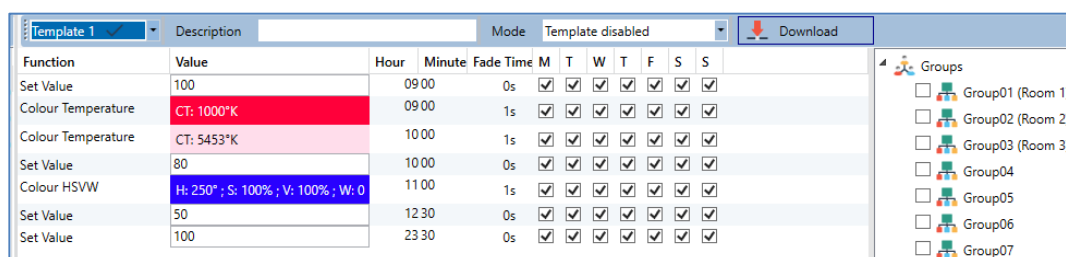 Template 1 Description Mode Template disabled Download
Function Value Hour Minute Fade Time M T W T F S S
Set Value 100 09 00 0s
Colour Temperature CT: 1000°K 09 00 1s
Colour Temperature CT: 5453°K 10 00 1s
Set Value 80 10 00 0s
Colour HSVW H: 250° ; S: 100% ; V: 100% ; W: 0 11 00 1s
Set Value 50 12 30 0s
Set Value 100 23 30 0s
Groups
Group01 (Room 1
Group02 (Room 2
Group03 (Room 3
Group04
Group05
Group06
Group07